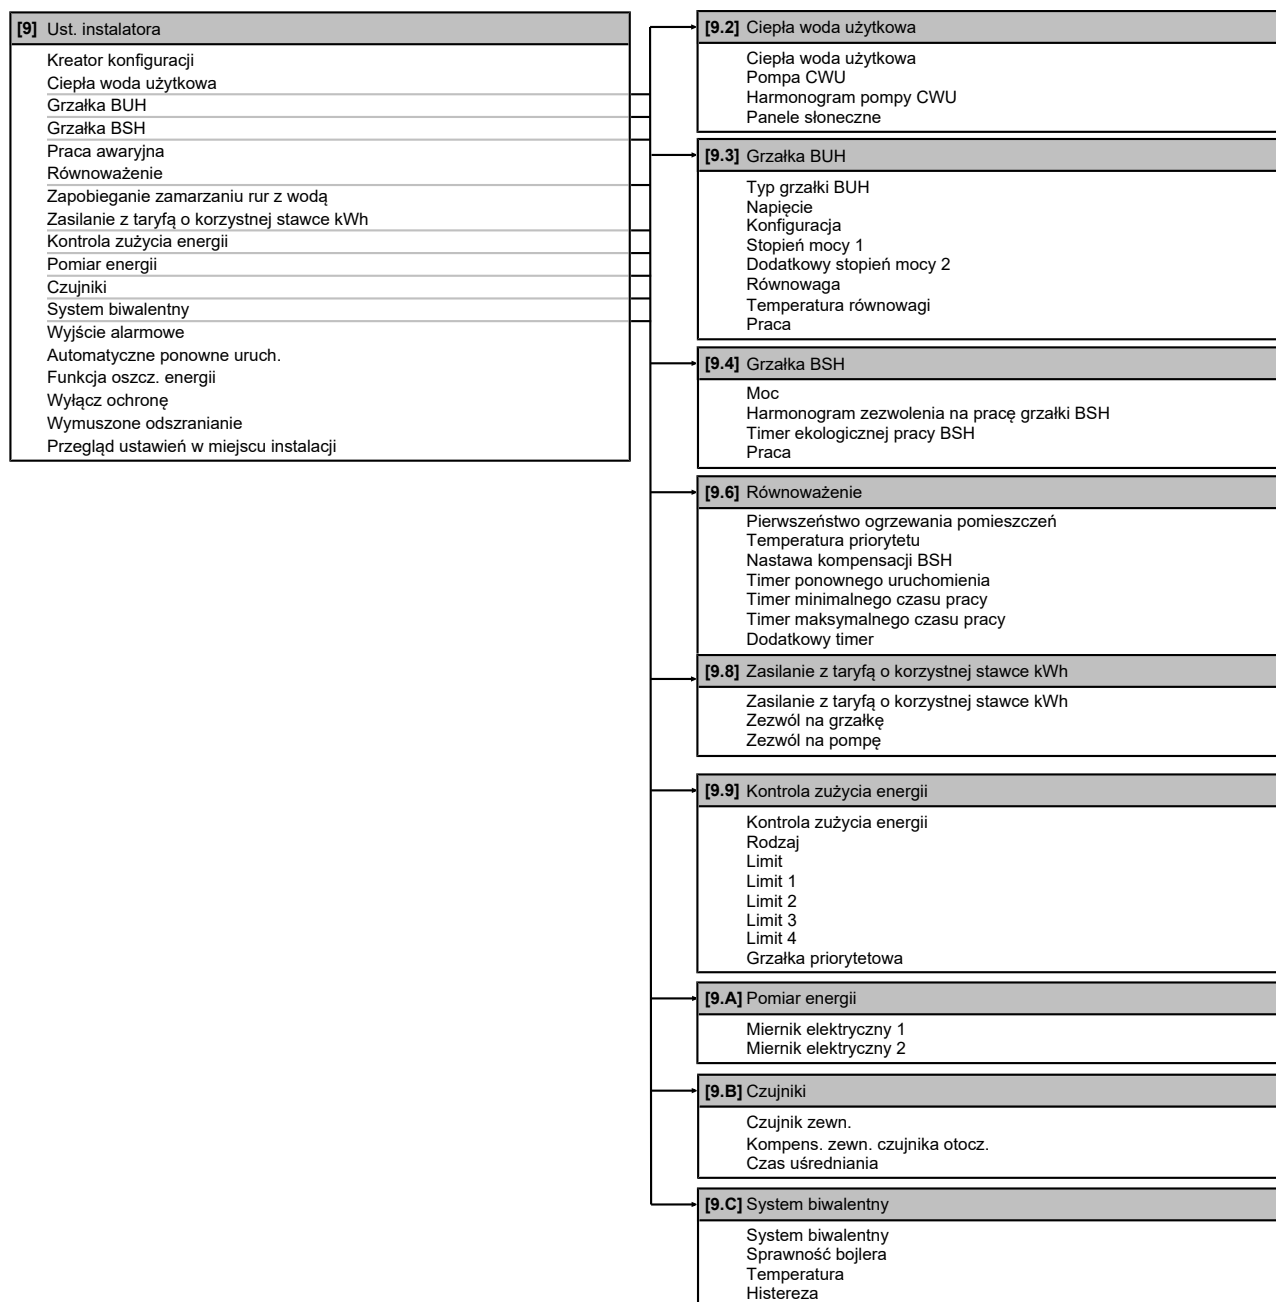 [9] Ust. instalatora
Kreator konfiguracji
Ciepła woda użytkowa
Grzałka BUH
Grzałka BSH
Praca awaryjna
Równoważenie
Zapobieganie zamarzaniu rur z wodą
Zasilanie z taryfą o korzystnej stawce kWh
Kontrola zużycia energii
Pomiar energii
Czujniki
System biwalentny
Wyjście alarmowe
Automatyczne ponowne uruch.
Funkcja oszcz. energii
Wyłącz ochronę
Wymuszone odszranianie
Przegląd ustawień w miejscu instalacji
[9.2] Ciepła woda użytkowa
Ciepła woda użytkowa
Pompa CWU
Harmonogram pompy CWU
Panele słoneczne
[9.3] Grzałka BUH
Typ grzałki BUH
Napięcie
Konfiguracja
Stopień mocy 1
Dodatkowy stopień mocy 2
Równowaga
Temperatura równowagi
Praca
[9.4] Grzałka BSH
Moc
Harmonogram zezwolenia na pracę grzałki BSH
Timer ekologicznej pracy BSH
Praca
[9.6] Równoważenie
Pierwszeństwo ogrzewania pomieszczeń
Temperatura priorytetu
Nastawa kompensacji BSH
Timer ponownego uruchomienia
Timer minimalnego czasu pracy
Timer maksymalnego czasu pracy
Dodatkowy timer
[9.8] Zasilanie z taryfą o korzystnej stawce kWh
Zasilanie z taryfą o korzystnej stawce kWh
Zezwól na grzałkę
Zezwól na pompę
[9.9] Kontrola zużycia energii
Kontrola zużycia energii
Rodzaj
Limit
Limit 1
Limit 2
Limit 3
Limit 4
Grzałka priorytetowa
[9.A] Pomiar energii
Miernik elektryczny 1
Miernik elektryczny 2
[9.B] Czujniki
Czujnik zewn.
Kompens. zewn. czujnika otocz.
Czas uśredniania
[9.C] System biwalentny
System biwalentny
Sprawność bojlera
Temperatura
Histereza